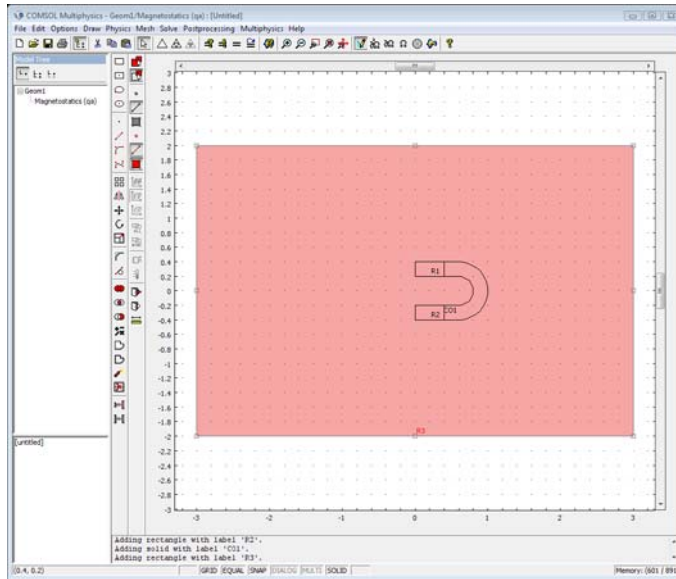 COMSOL Multiphysics - Geom1/Magnetostatics (qa) : [Untitled]
File Edit Options Draw Physics Mesh Solve Postprocessing Multiphysics Help
Model Tree
Geom1
Magnetostatics (qa)
3
2.8
2.6
2.4
2.2
2
1.8
1.6
1.4
1.2
1
0.8
0.6
0.4
R1
0.2
0
-0.2
R2 CO1
-0.4
-0.6
-0.8
-1
-1.2
-1.4
-1.6
-1.8
R3
-2
-2.2
-2.4
-2.6
-2.8
-3
-3 -2 -1 0 1 2 3
[untitled]
Adding rectangle with label 'R2'.
Adding solid with label 'CO1'.
Adding rectangle with label 'R3'.
(0.4, 0.2) GRID EQUAL SNAP DIALOG MULTI SOLID Memory: (601 / 891